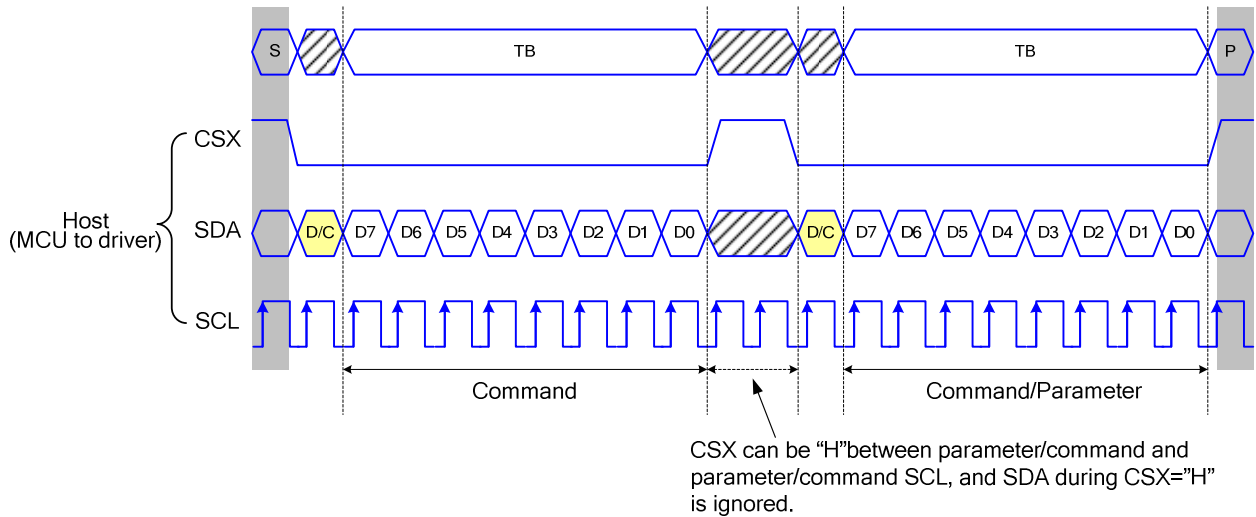 S TB TB P
CSX
Host
(MCU to driver)
SDA D/C D7 D6 D5 D4 D3 D2 D1 D0 D/C D7 D6 D5 D4 D3 D2 D1 D0
SCL
Command Command/Parameter
CSX can be “H”between parameter/command and
parameter/command SCL, and SDA during CSX=”H”
is ignored.